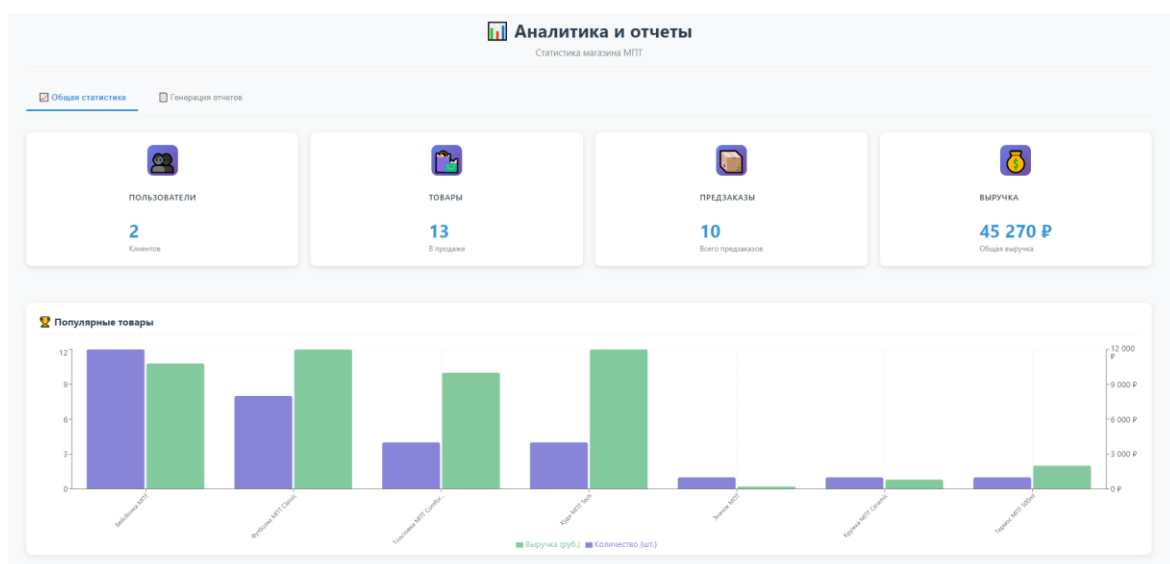 Аналитика и отчеты
Статистика магазина МПТ
Общая статистика
Генерация отчетов
ПОЛЬЗОВАТЕЛИ
2
Клиентов
ТОВАРЫ
13
В продаже
ПРЕДЗАКАЗЫ
10
Всего предзаказов
ВЫРУЧКА
45 270 ₽
Общая выручка
Популярные товары
12
9
6
3
0
12 000
₽
9 000 ₽
6 000 ₽
3 000 ₽
0 ₽
Бейсболка МПТ
Футболка МПТ Classic
Толстовка МПТ Comfor...
Худи МПТ Tech
Значок МПТ
Кружка МПТ Ceramic
Термос МПТ 500ml
Выручка (руб.) Количество (шт.)